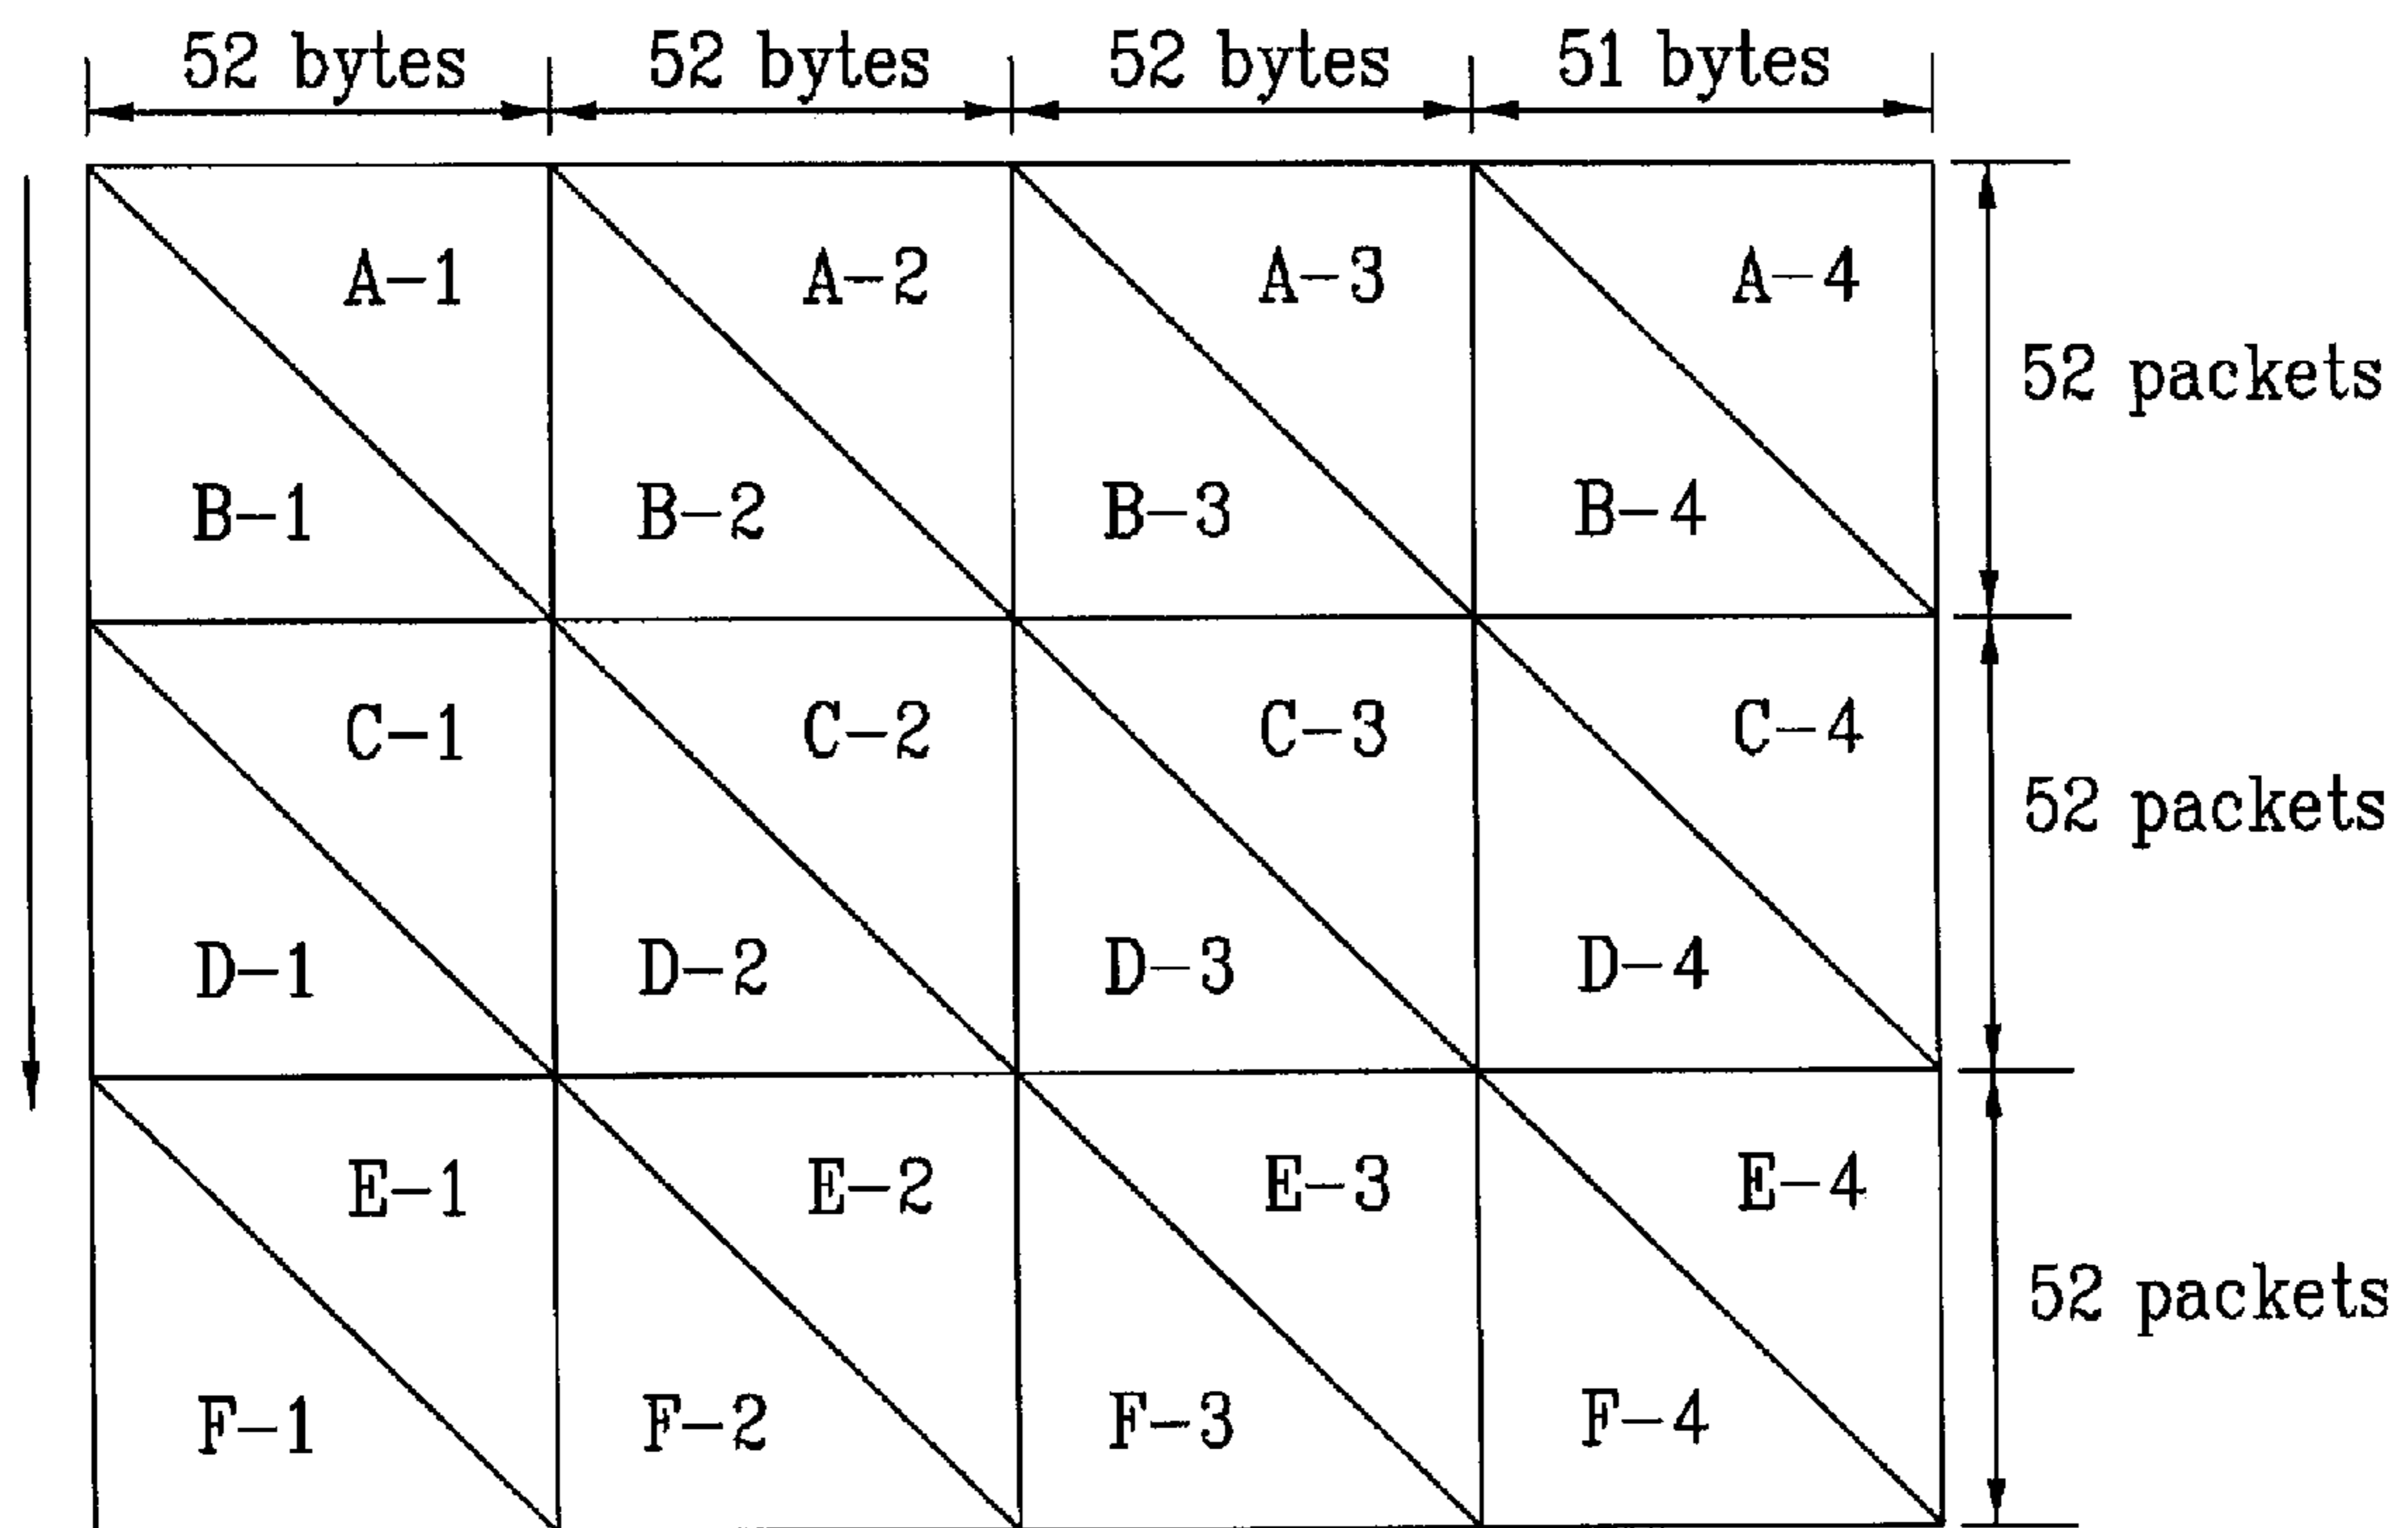 52 bytes 52 bytes 52 bytes 51 bytes
A-1 A-2 A-3 A-4
52 packets
B-1 B-2 B-3 B-4
C-1 C-2 C-3 C-4
52 packets
D-1 D-2 D-3 D-4
E-1 E-2 E-3 E-4
52 packets
F-1 F-2 F-3 F-4